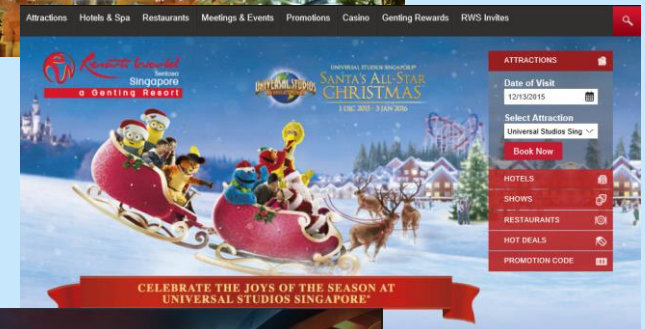 Attractions Hotels & Spa Restaurants Meetings & Events Promotions Casino Genting Rewards RWS Invites
Resorts World
Sentosa
Singapore
a Genting Resort
UNIVERSAL STUDIOS
UNIVERSAL STUDIOS SINGAPORE®
SANTA'S ALL-STAR
CHRISTMAS
1 DEC 2015 - 3 JAN 2016
ATTRACTIONS
Date of Visit
12/13/2015
Select Attraction
Universal Studios Sing
Book Now
HOTELS
SHOWS
RESTAURANTS
HOT DEALS
PROMOTION CODE
CELEBRATE THE JOYS OF THE SEASON AT
UNIVERSAL STUDIOS SINGAPORE®